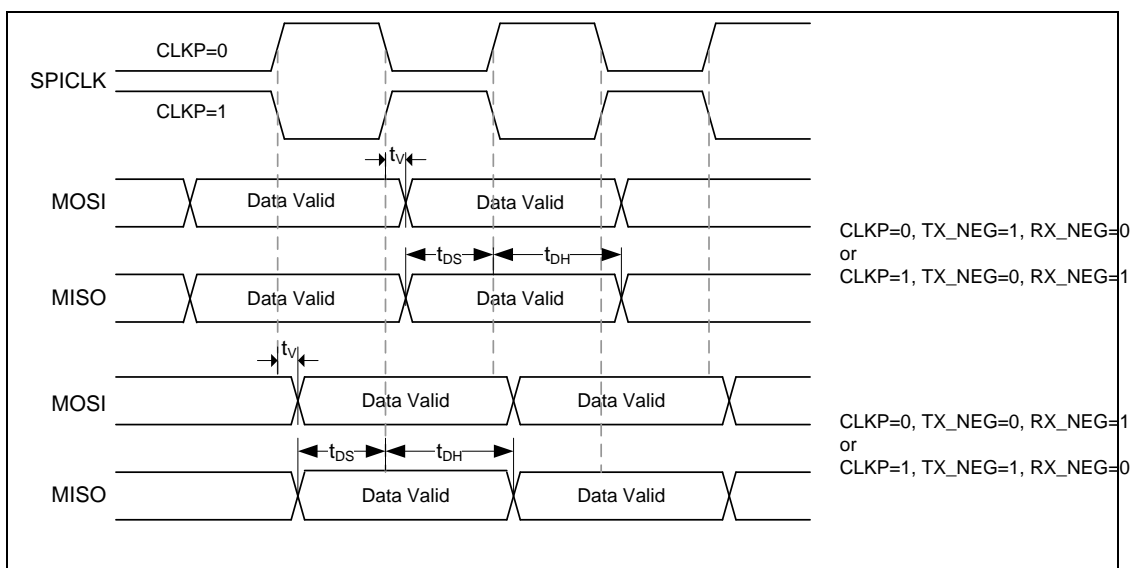 CLKP=0
SPICLK
CLKP=1
tV
MOSI
Data Valid
Data Valid
CLKP=0, TX_NEG=1, RX_NEG=0
or
CLKP=1, TX_NEG=0, RX_NEG=1
tDS
tDH
MISO
Data Valid
Data Valid
tV
MOSI
Data Valid
Data Valid
CLKP=0, TX_NEG=0, RX_NEG=1
or
CLKP=1, TX_NEG=1, RX_NEG=0
tDS
tDH
MISO
Data Valid
Data Valid